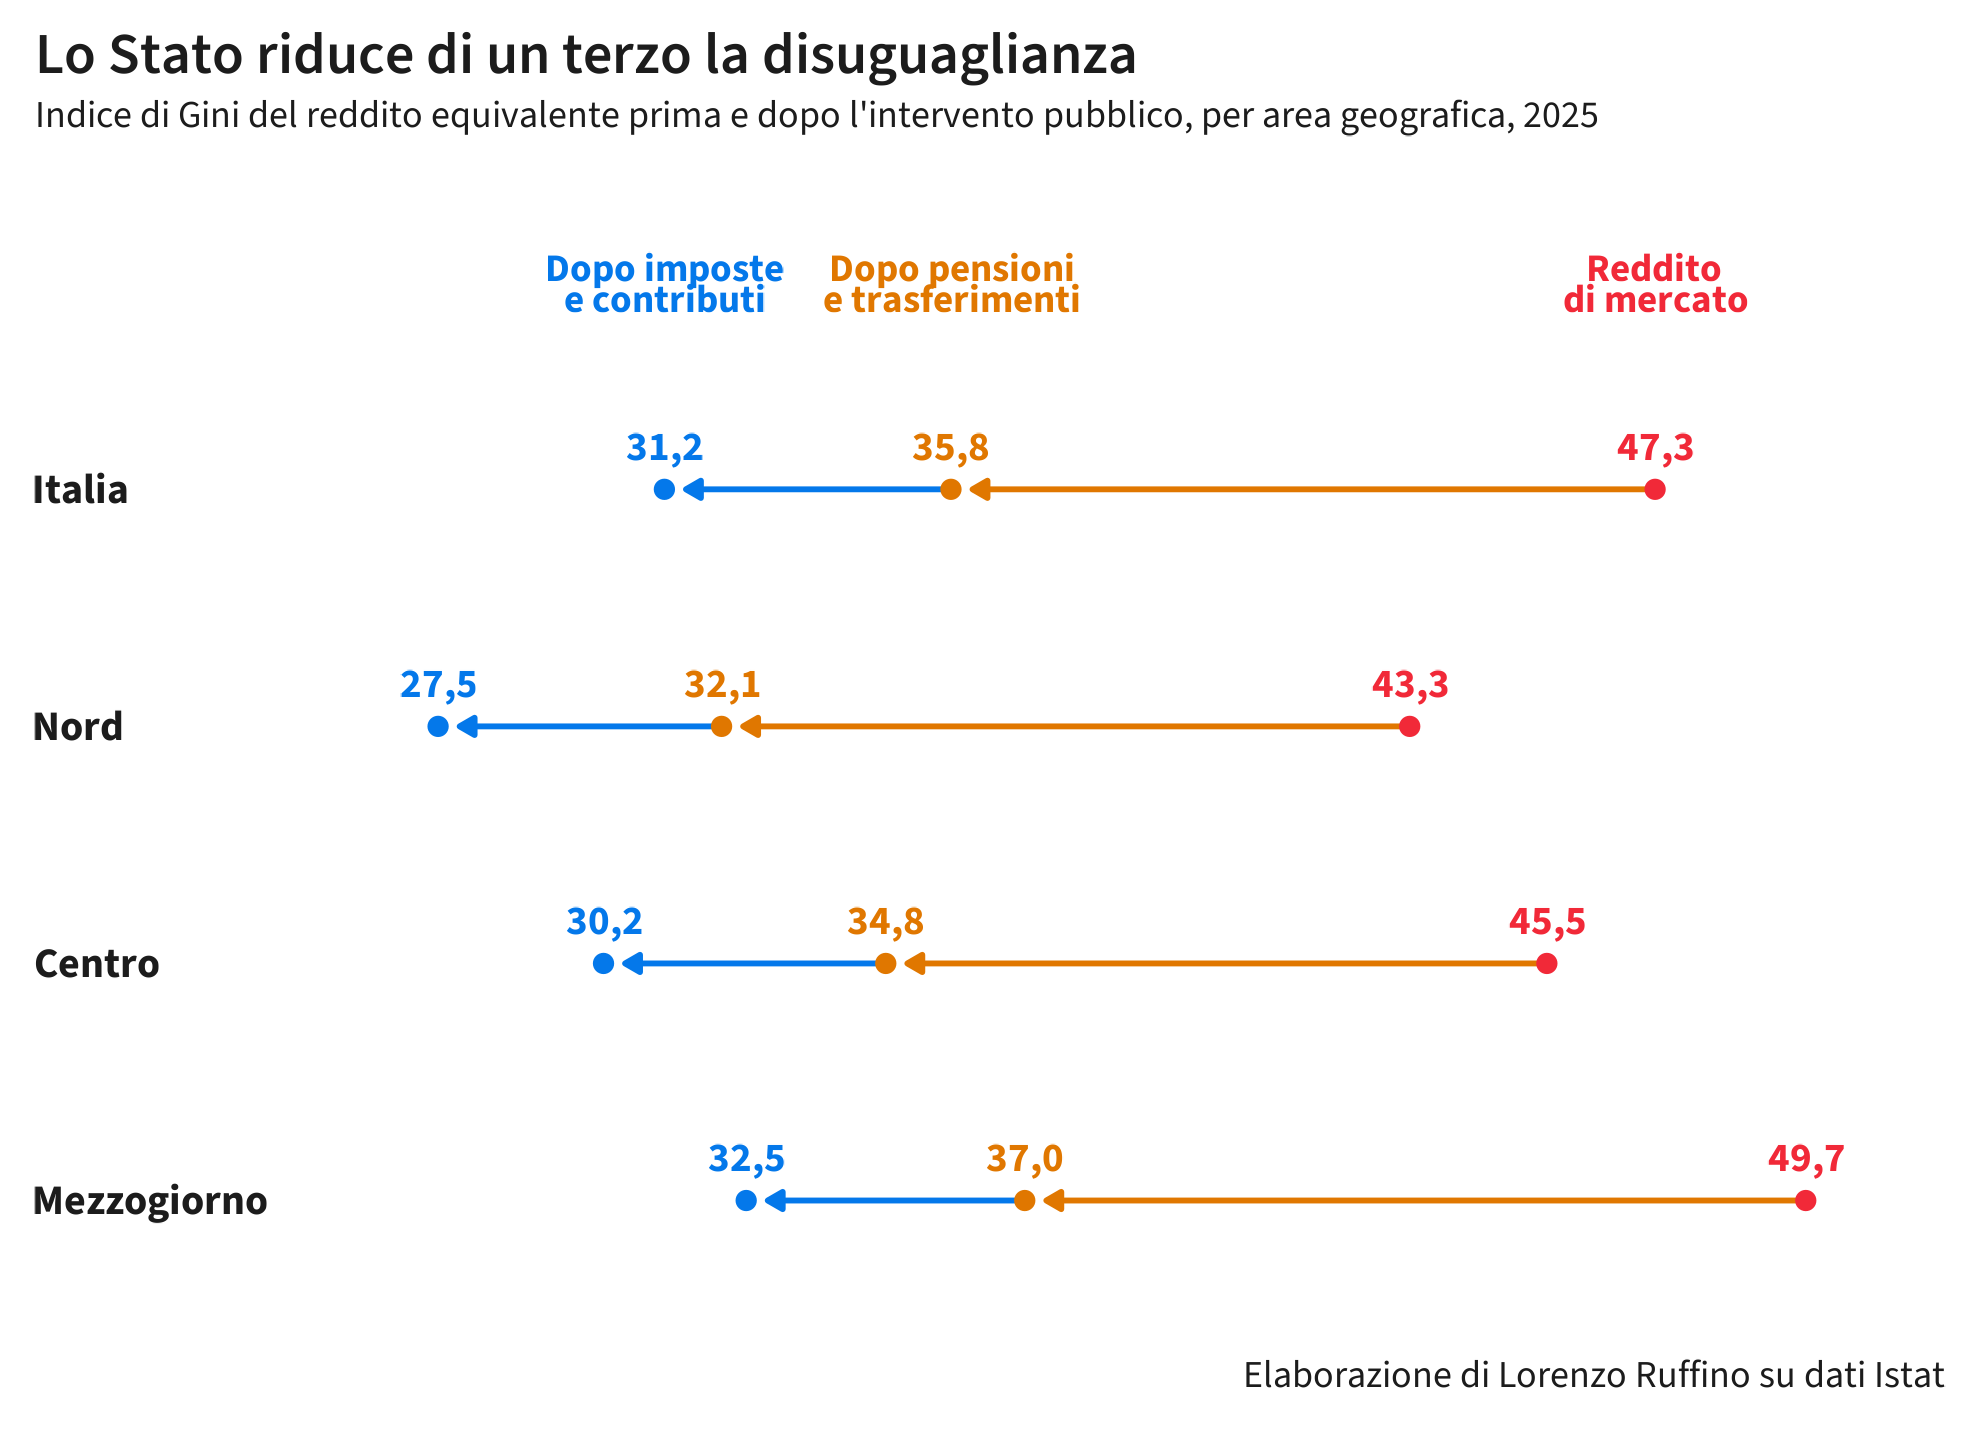 Lo Stato riduce di un terzo la disuguaglianza
Indice di Gini del reddito equivalente prima e dopo l'intervento pubblico, per area geografica, 2025
Dopo imposte
e contributi
Dopo pensioni
e trasferimenti
Reddito
di mercato
Italia
31,2
35,8
47,3
Nord
27,5
32,1
43,3
Centro
30,2
34,8
45,5
Mezzogiorno
32,5
37,0
49,7
Elaborazione di Lorenzo Ruffino su dati Istat